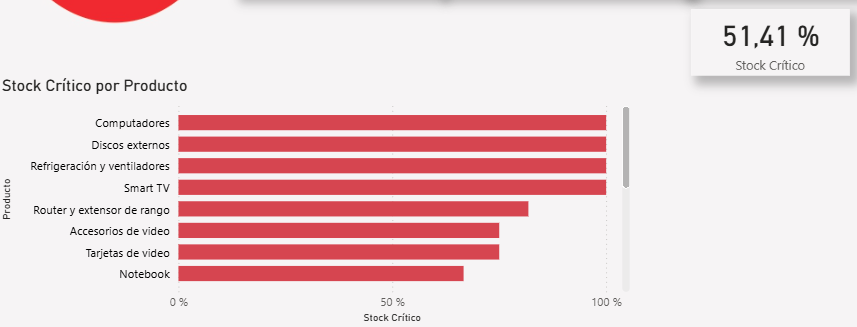 51,41 %
Stock Crítico
Stock Crítico por Producto
Producto
Computadores
Discos externos
Refrigeración y ventiladores
Smart TV
Router y extensor de rango
Accesorios de video
Tarjetas de video
Notebook
0 % 50 % 100 %
Stock Crítico